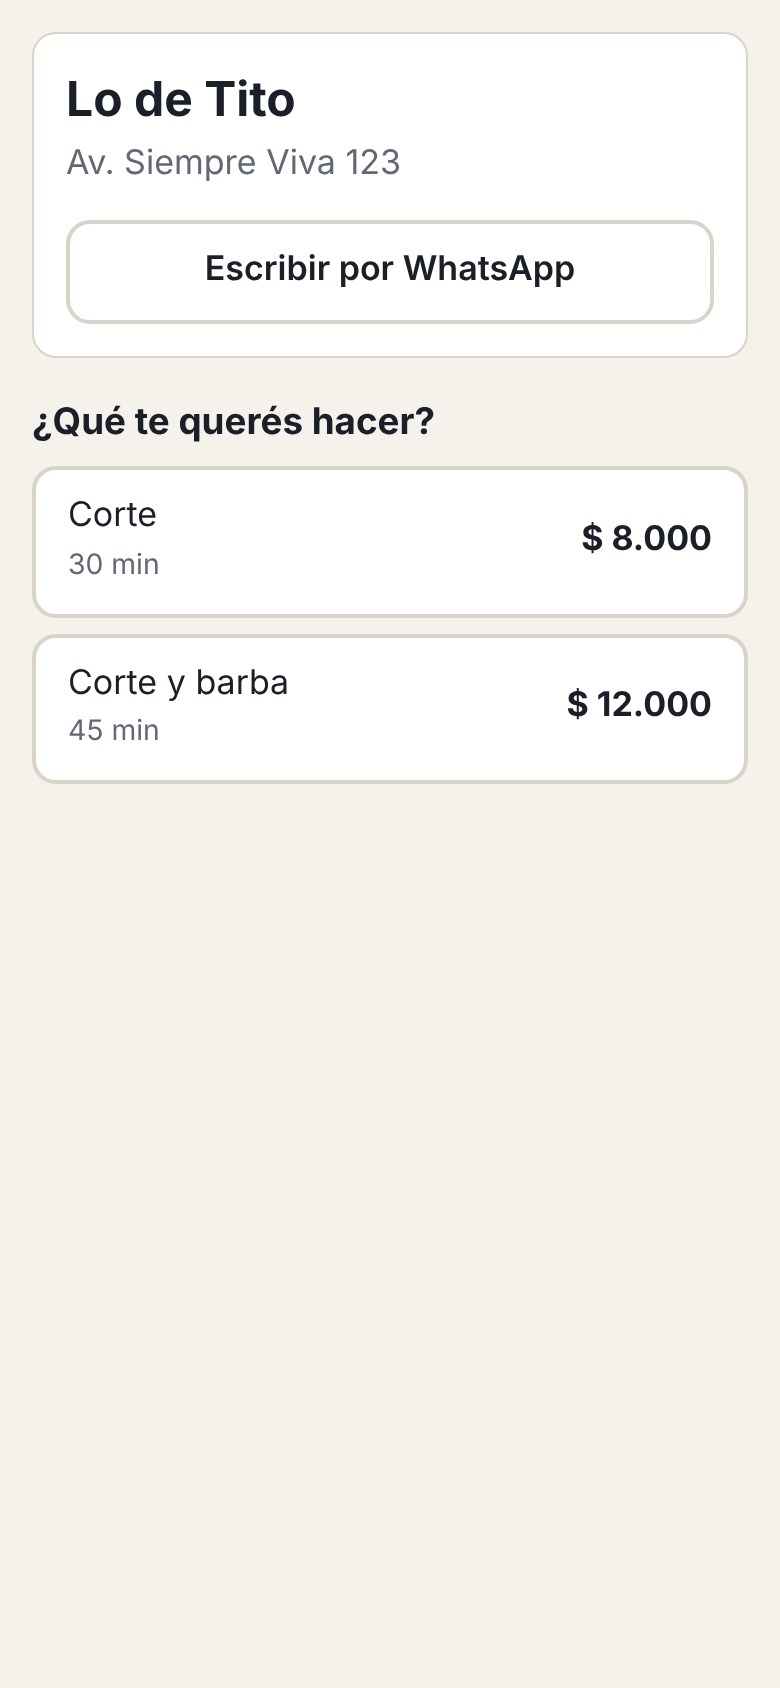 Lo de Tito
Av. Siempre Viva 123
Escribir por WhatsApp
¿Qué te querés hacer?
Corte
30 min
$ 8.000
Corte y barba
45 min
$ 12.000